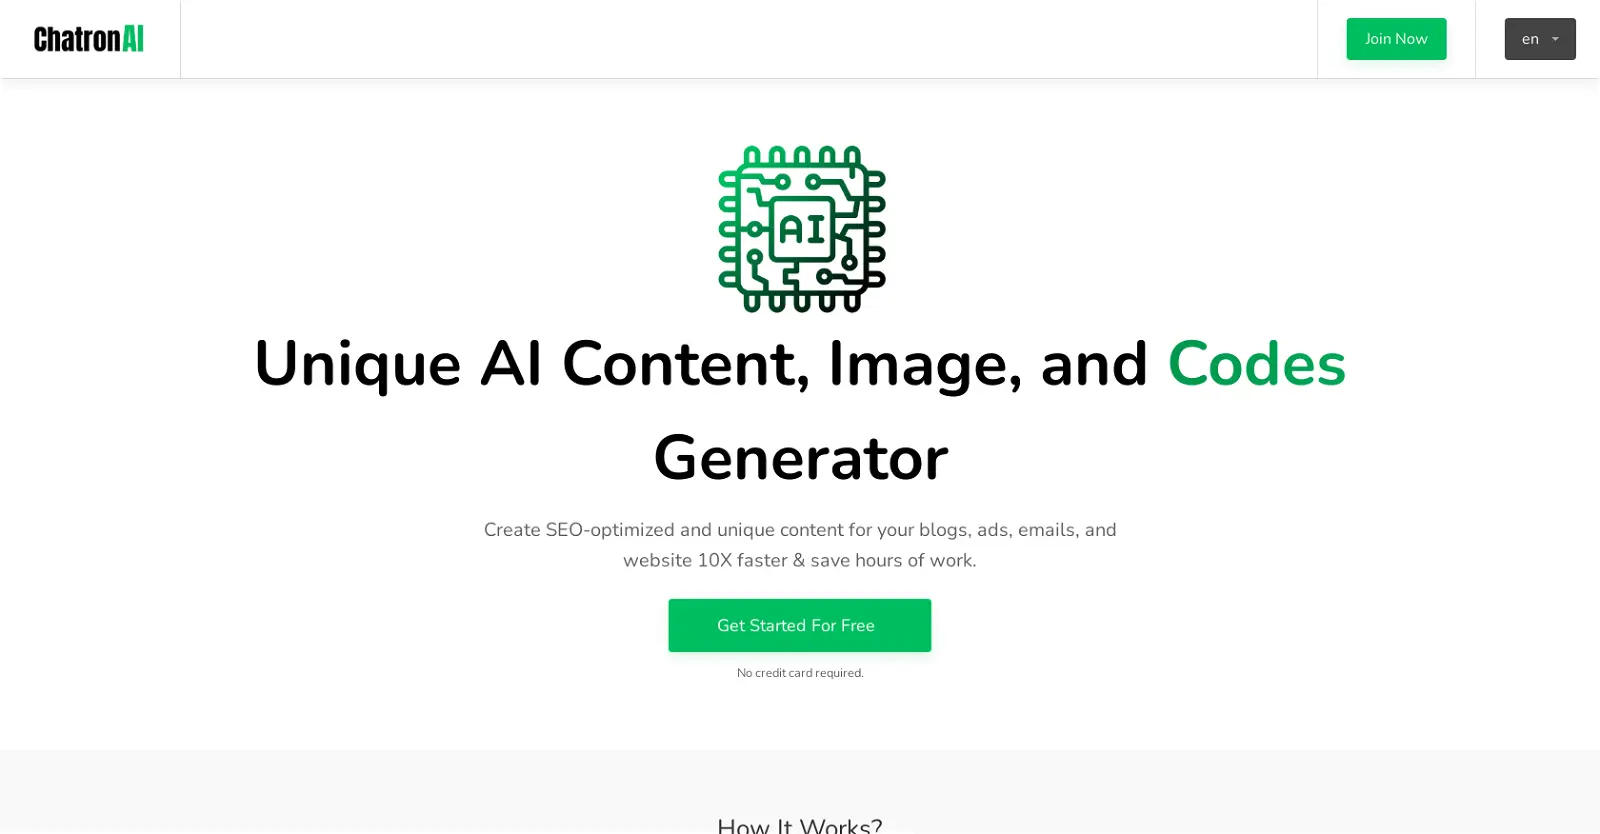 ChatronAI
Join Now
en
AI
Unique AI Content, Image, and Codes
Generator
Create SEO-optimized and unique content for your blogs, ads, emails, and
website 10X faster & save hours of work.
Get Started For Free
No credit card required.
How It Works?